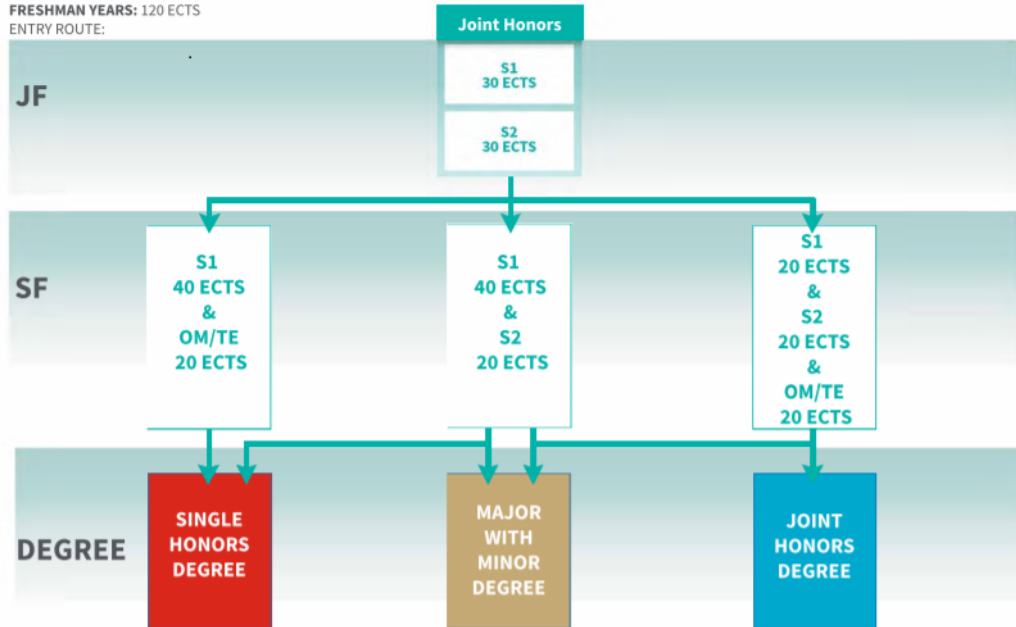 FRESHMAN YEARS: 120 ECTS
ENTRY ROUTE:
Joint Honors
JF
S1
30 ECTS
S2
30 ECTS
SF
S1
40 ECTS
&
OM/TE
20 ECTS
S1
40 ECTS
&
S2
20 ECTS
S1
20 ECTS
&
S2
20 ECTS
&
OM/TE
20 ECTS
DEGREE
SINGLE
HONORS
DEGREE
MAJOR
WITH
MINOR
DEGREE
JOINT
HONORS
DEGREE